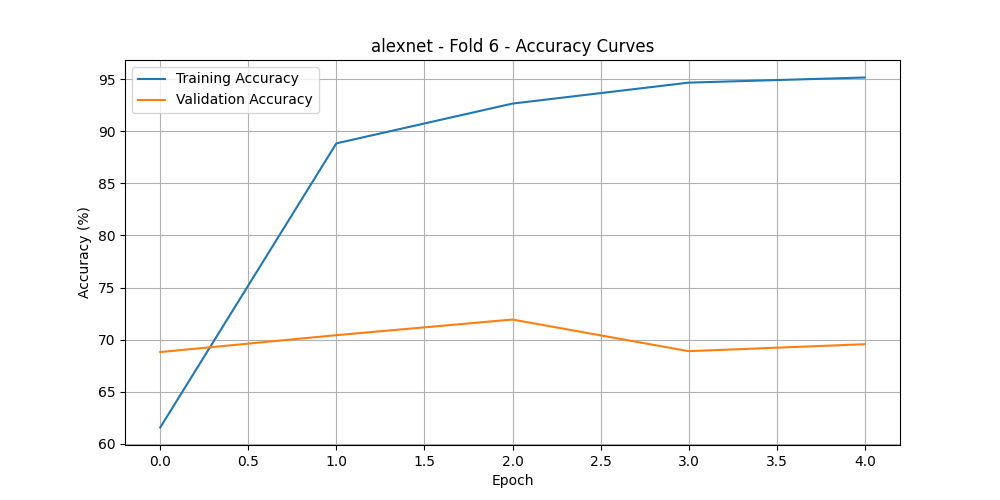 alexnet - Fold 6 - Accuracy Curves
Training Accuracy
Validation Accuracy
Accuracy (%)
95
90
85
80
75
70
65
60
0.0 0.5 1.0 1.5 2.0 2.5 3.0 3.5 4.0
Epoch